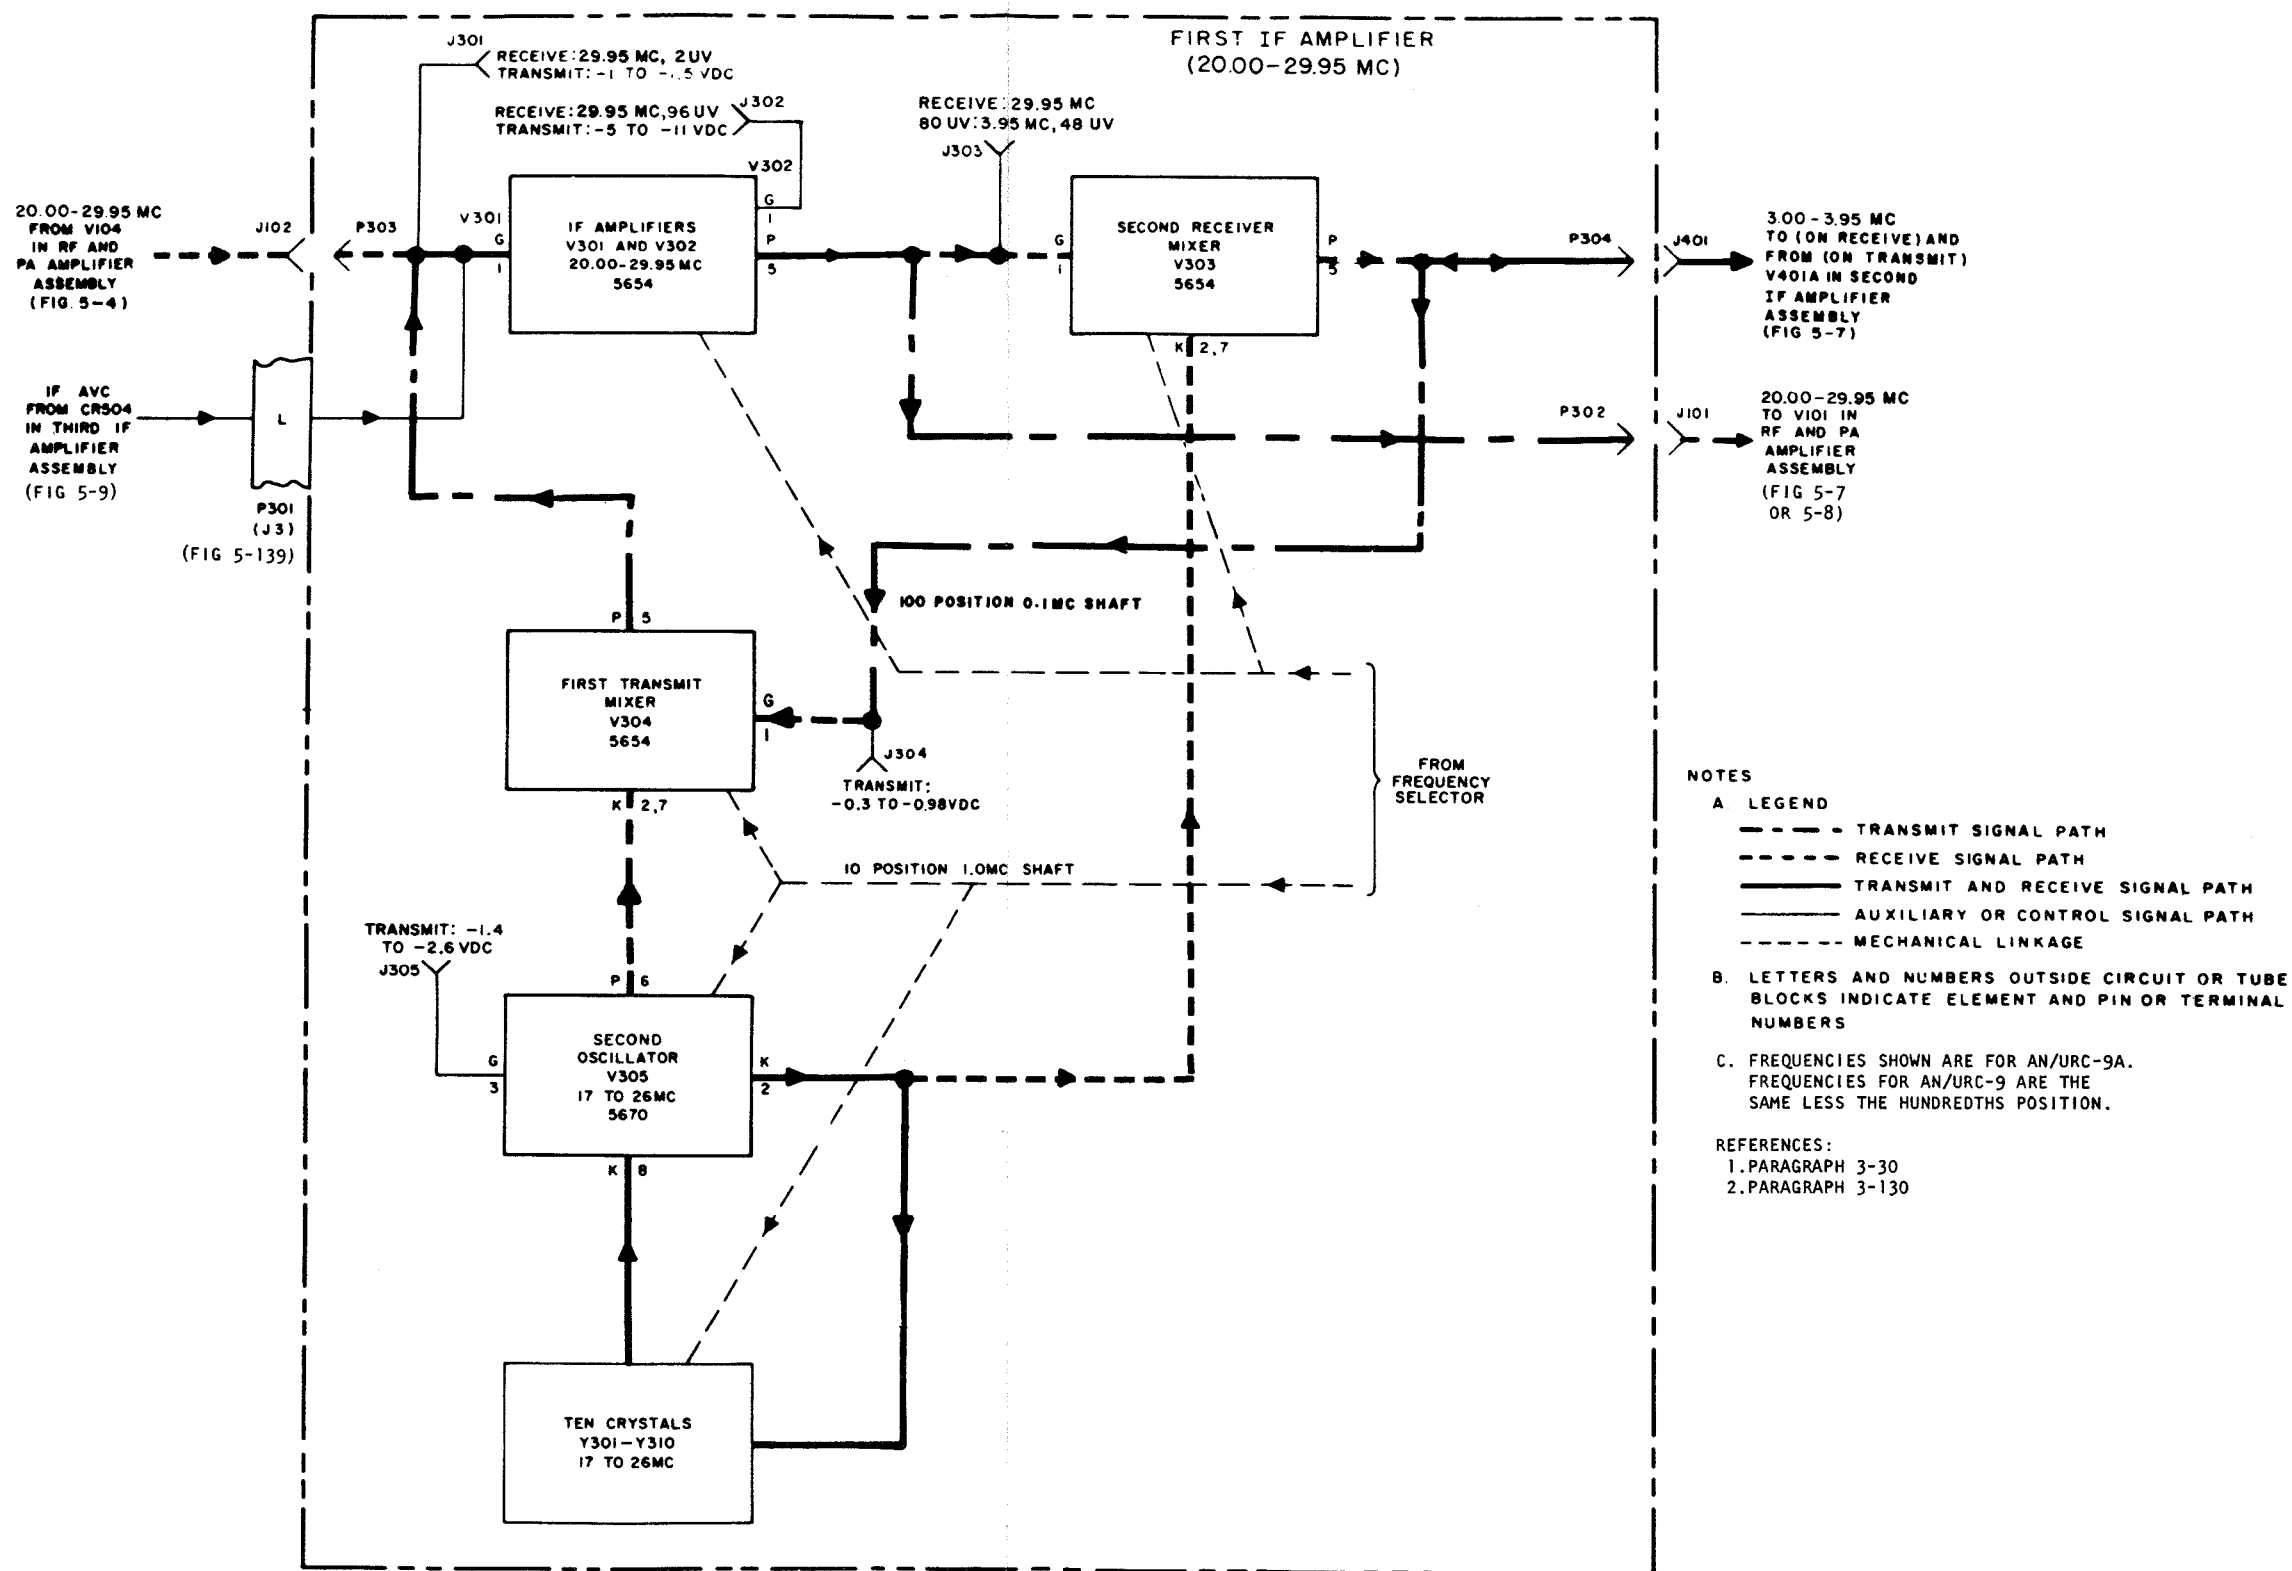 FIRST IF AMPLIFIER
(20.00-29.95 MC)
J301
RECEIVE:29.95 MC, 2UV
TRANSMIT:-1 TO VDC
RECEIVE:29.95 MC,96 UV
TRANSMIT:-5 TO -11 VDC
J302
V302
RECEIVE:29.95 MC
80 UV:3.95 MC, 48 UV
J303
20.00-29.95 MC
FROM V104
IN RF AND
PA AMPLIFIER
ASSEMBLY
(FIG. 5-4)
J102
P303
V301
G
1
IF AMPLIFIERS
V301 AND V302
20.00-29.95 MC
5654
G
1
P
5
G
1
SECOND RECEIVER
MIXER
V303
5654
P
5
K 2,7
P304
J401
3.00-3.95 MC
TO (ON RECEIVE) AND
FROM (ON TRANSMIT)
V401A IN SECOND
IF AMPLIFIER
ASSEMBLY
(FIG 5-7)
IF AVC
FROM CR504
IN THIRD IF
AMPLIFIER
ASSEMBLY
(FIG 5-9)
L
P301
(J3)
(FIG 5-139)
P302
J101
20.00-29.95 MC
TO V101 IN
RF AND PA
AMPLIFIER
ASSEMBLY
(FIG 5-7
OR 5-8)
100 POSITION 0.1MC SHAFT
P 5
FIRST TRANSMIT
MIXER
V304
5654
G
1
K 2,7
J304
TRANSMIT:
-0.3 TO -0.98VDC
FROM
FREQUENCY
SELECTOR
10 POSITION 1.0MC SHAFT
TRANSMIT: -1.4
TO -2.6 VDC
J305
P 6
G
3
SECOND
OSCILLATOR
V305
17 TO 26MC
5670
K
2
K 8
TEN CRYSTALS
Y301-Y310
17 TO 26MC
NOTES
A. LEGEND
TRANSMIT SIGNAL PATH
RECEIVE SIGNAL PATH
TRANSMIT AND RECEIVE SIGNAL PATH
AUXILIARY OR CONTROL SIGNAL PATH
MECHANICAL LINKAGE
B. LETTERS AND NUMBERS OUTSIDE CIRCUIT OR TUBE
BLOCKS INDICATE ELEMENT AND PIN OR TERMINAL
NUMBERS
C. FREQUENCIES SHOWN ARE FOR AN/URC-9A.
FREQUENCIES FOR AN/URC-9 ARE THE
SAME LESS THE HUNDREDTHS POSITION.
REFERENCES:
1.PARAGRAPH 3-30
2.PARAGRAPH 3-130